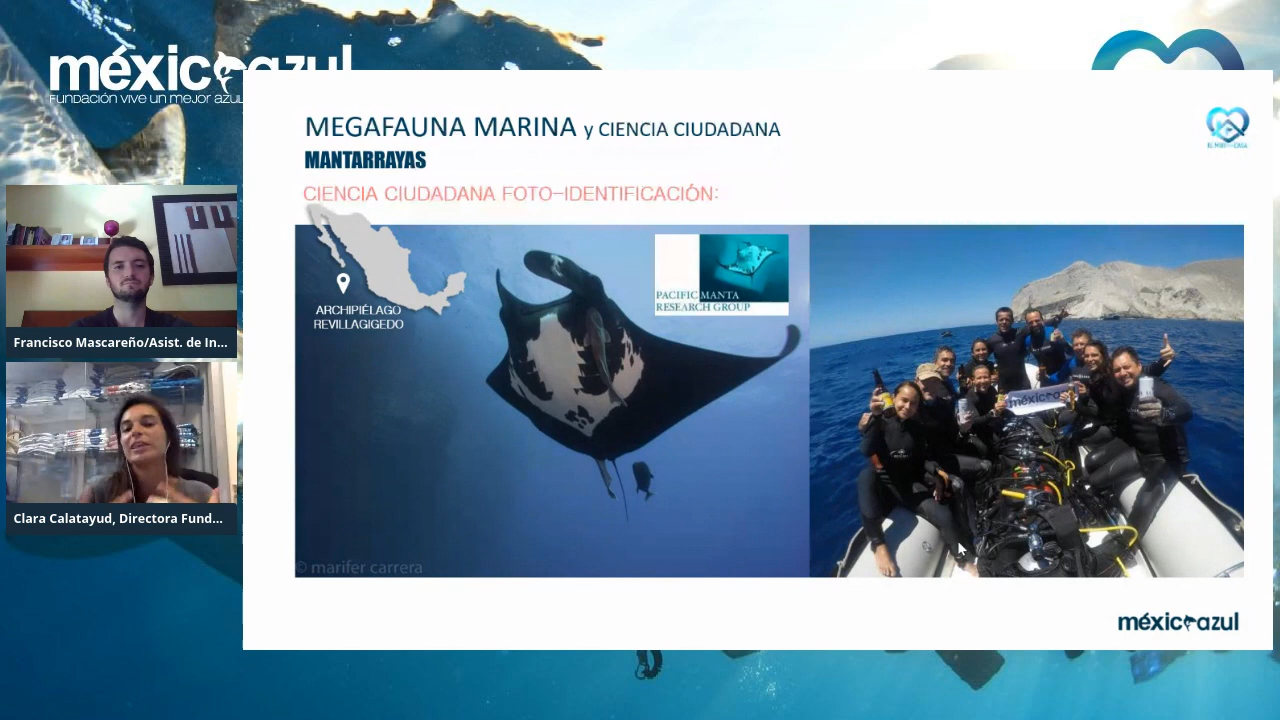 méxicoazul
FUNDACIÓN VIVE UN MEJOR AZUL
MEGAFAUNA MARINA y CIENCIA CIUDADANA
MANTARRAYAS
CIENCIA CIUDADANA FOTO-IDENTIFICACIÓN:
ARCHIPIÉLAGO
REVILLAGIGEDO
PACIFIC MANTA
RESEARCH GROUP
méxico
© marifer carrera
Francisco Mascareño/Asist. de In...
Clara Calatayud, Directora Fund...
méxicoazul